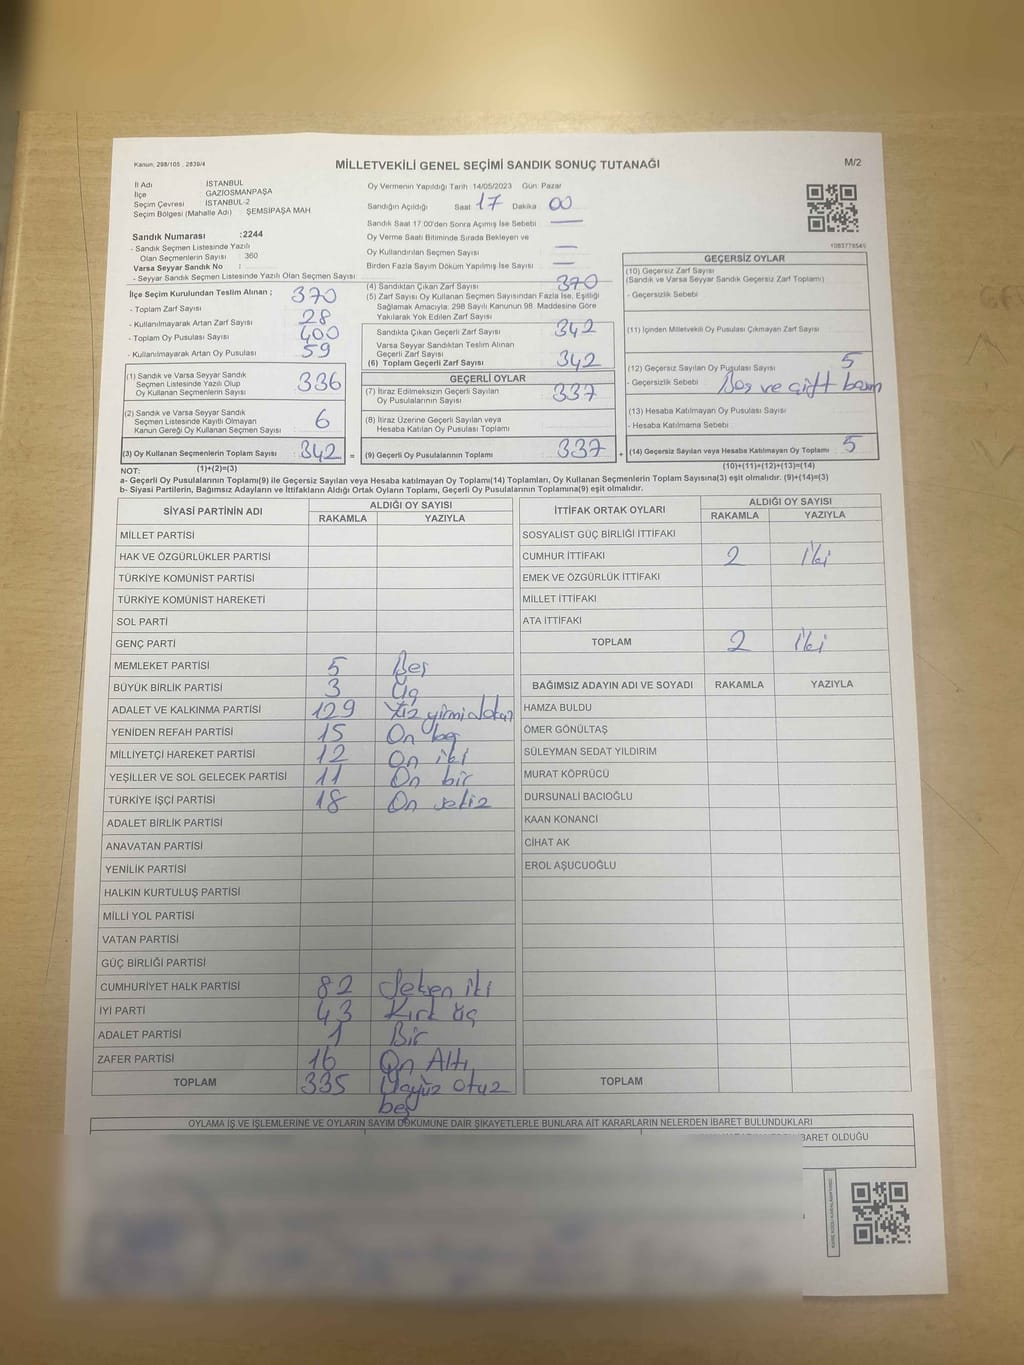 Kanun, 298/105 , 2839/4
MİLLETVEKİLİ GENEL SEÇİMİ SANDIK SONUÇ TUTANAĞI
M/2
İl Adı İSTANBUL
İlçe GAZİOSMANPAŞA
Seçim Çevresi İSTANBUL-2
Seçim Bölgesi (Mahalle Adı) ŞEMSİPAŞA MAH
Sandık Numarası :2244
- Sandık Seçmen Listesinde Yazılı
Olan Seçmenlerin Sayısı : 360
Varsa Seyyar Sandık No :
- Seyyar Sandık Seçmen Listesinde Yazılı Olan Seçmen Sayısı :
Oy Vermenin Yapıldığı Tarih 14/05/2023 Gün: Pazar
Sandığın Açıldığı Saat 17 Dakika 00
Sandık Saat 17:00'den Sonra Açımış İse Sebebi —
Oy Verme Saati Bitiminde Sırada Bekleyen ve
Oy Kullandırılan Seçmen Sayısı —
Birden Fazla Sayım Döküm Yapılmış İse Sayısı —
İlçe Seçim Kurulundan Teslim Alınan ;
- Toplam Zarf Sayısı 370
- Kullanılmayarak Artan Zarf Sayısı 28
- Toplam Oy Pusulası Sayısı 400
- Kullanılmayarak Artan Oy Pusulası 59
(1) Sandık ve Varsa Seyyar Sandık
Seçmen Listesinde Yazılı Olup
Oy Kullanan Seçmenlerin Sayısı 336
(2) Sandık ve Varsa Seyyar Sandık
Seçmen Listesinde Kayıtlı Olmayan
Kanun Gereği Oy Kullanan Seçmen Sayısı 6
(3) Oy Kullanan Seçmenlerin Toplam Sayısı 342 =
(4) Sandıktan Çıkan Zarf Sayısı 370
(5) Zarf Sayısı Oy Kullanan Seçmen Sayısından Fazla İse, Eşitliği
Sağlamak Amacıyla; 298 Sayılı Kanunun 98. Maddesine Göre
Yakılarak Yok Edilen Zarf Sayısı
Sandıkta Çıkan Geçerli Zarf Sayısı 342
Varsa Seyyar Sandıktan Teslim Alınan
Geçerli Zarf Sayısı
(6) Toplam Geçerli Zarf Sayısı 342
GEÇERLİ OYLAR
(7) İtiraz Edilmeksizin Geçerli Sayılan
Oy Pusulalarının Sayısı 337
(8) İtiraz Üzerine Geçerli Sayılan veya
Hesaba Katılan Oy Pusulası Toplamı
(9) Geçerli Oy Pusulalarının Toplamı 337 +
1083778549
GEÇERSİZ OYLAR
(10) Geçersiz Zarf Sayısı
(Sandık ve Varsa Seyyar Sandık Geçersiz Zarf Toplamı)
- Geçersizlik Sebebi
(11) İçinden Milletvekili Oy Pusulası Çıkmayan Zarf Sayısı
(12) Geçersiz Sayılan Oy Pusulası Sayısı 5
- Geçersizlik Sebebi Boş ve çift basım
(13) Hesaba Katılmayan Oy Pusulası Sayısı
- Hesaba Katılmama Sebebi
(14) Geçersiz Sayılan veya Hesaba Katılmayan Oy Toplamı 5
NOT: (1)+(2)=(3) (10)+(11)+(12)+(13)=(14)
a- Geçerli Oy Pusulalarının Toplamı(9) ile Geçersiz Sayılan veya Hesaba katılmayan Oy Toplamı(14) Toplamları, Oy Kullanan Seçmenlerin Toplam Sayısına(3) eşit olmalıdır. (9)+(14)=(3)
b- Siyasi Partilerin, Bağımsız Adayların ve İttifakların Aldığı Ortak Oyların Toplamı, Geçerli Oy Pusulalarının Toplamına(9) eşit olmalıdır.
SİYASİ PARTİNİN ADI ALDIĞI OY SAYISI
RAKAMLA YAZIYLA
MİLLET PARTİSİ
HAK VE ÖZGÜRLÜKLER PARTİSİ
TÜRKİYE KOMÜNİST PARTİSİ
TÜRKİYE KOMÜNİST HAREKETİ
SOL PARTİ
GENÇ PARTİ
MEMLEKET PARTİSİ 5 Beş
BÜYÜK BİRLİK PARTİSİ 3 Üç
ADALET VE KALKINMA PARTİSİ 129 Yüz yirmi dokuz
YENİDEN REFAH PARTİSİ 15 On beş
MİLLİYETÇİ HAREKET PARTİSİ 12 On iki
YEŞİLLER VE SOL GELECEK PARTİSİ 11 On bir
TÜRKİYE İŞÇİ PARTİSİ 18 On sekiz
ADALET BİRLİK PARTİSİ
ANAVATAN PARTİSİ
YENİLİK PARTİSİ
HALKIN KURTULUŞ PARTİSİ
MİLLİ YOL PARTİSİ
VATAN PARTİSİ
GÜÇ BİRLİĞİ PARTİSİ
CUMHURİYET HALK PARTİSİ 82 Seksen iki
İYİ PARTİ 43 Kırk üç
ADALET PARTİSİ 1 Bir
ZAFER PARTİSİ 16 On Altı
TOPLAM 335 Üçyüz otuz
beş
İTTİFAK ORTAK OYLARI ALDIĞI OY SAYISI
RAKAMLA YAZIYLA
SOSYALİST GÜÇ BİRLİĞİ İTTİFAKI
CUMHUR İTTİFAKI 2 İki
EMEK VE ÖZGÜRLÜK İTTİFAKI
MİLLET İTTİFAKI
ATA İTTİFAKI
TOPLAM 2 İki
BAĞIMSIZ ADAYIN ADI VE SOYADI RAKAMLA YAZIYLA
HAMZA BULDU
ÖMER GÖNÜLTAŞ
SÜLEYMAN SEDAT YILDIRIM
MURAT KÖPRÜCÜ
DURSUNALİ BACIOĞLU
KAAN KONANCİ
CİHAT AK
EROL AŞUCUOĞLU
TOPLAM
OYLAMA İŞ VE İŞLEMLERİNE VE OYLARIN SAYIM DÖKÜMÜNE DAİR ŞİKAYETLERLE BUNLARA AİT KARARLARIN NELERDEN İBARET BULUNDUKLARI
BARET OLDUĞU